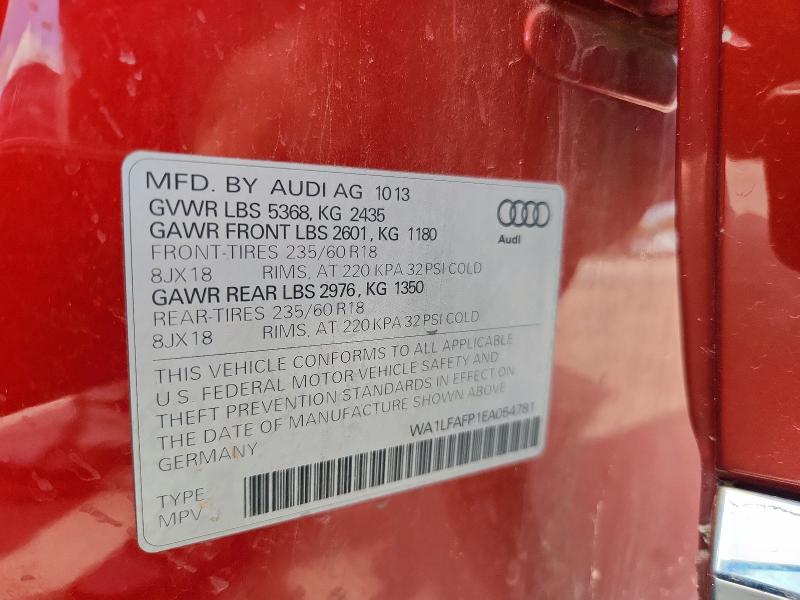 MFD. BY AUDI AG 1013
GVWR LBS 5368, KG 2435
GAWR FRONT LBS 2601, KG 1180
FRONT-TIRES 235/60 R18
8JX18 RIMS, AT 220 KPA 32 PSI COLD
GAWR REAR LBS 2976, KG 1350
REAR-TIRES 235/60 R18
8JX18 RIMS, AT 220 KPA 32 PSI COLD
Audi
THIS VEHICLE CONFORMS TO ALL APPLICABLE
U.S. FEDERAL MOTOR VEHICLE SAFETY AND
THEFT PREVENTION STANDARDS IN EFFECT ON
THE DATE OF MANUFACTURE SHOWN ABOVE
GERMANY WA1LFAFP1EA054781
TYPE
MPV